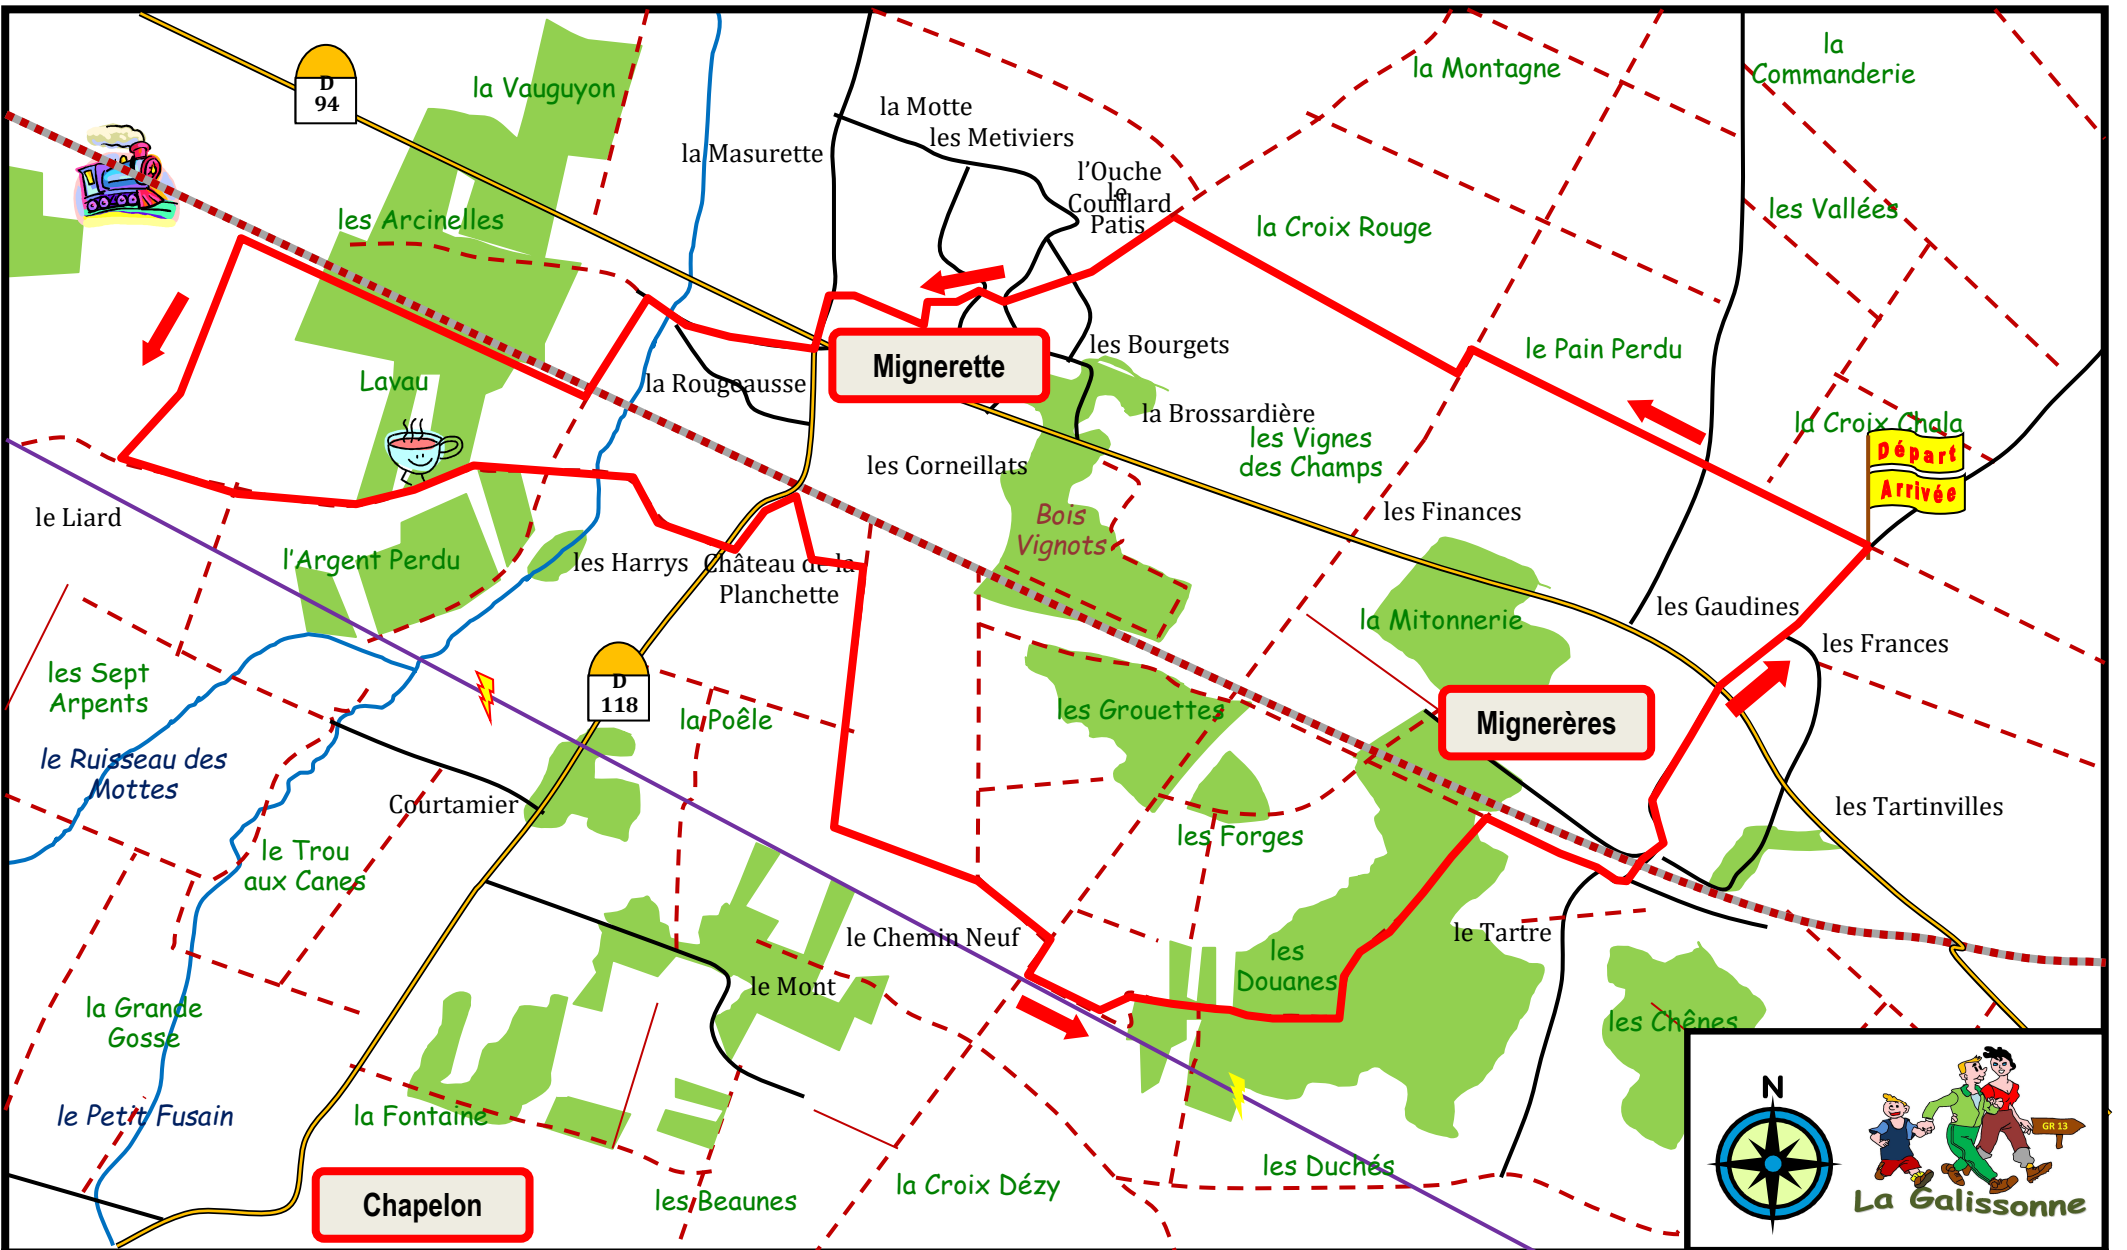 la
Commanderie
la Montagne
D
94
la Vauguyon
la Motte
les Metiviers
la Masurette
l'Ouche
le
Couillard
Patis
les Arcinelles
la Croix Rouge
les Vallées
Mignerette
les Bourgets
le Pain Perdu
Lavau
la Rougeausse
la Brossardière
la Croix Chala
les Vignes
des Champs
Départ
Arrivée
les Corneillats
le Liard
Bois
Vignots
les Finances
l'Argent Perdu
les Harrys
Château de la
Planchette
les Gaudines
la Mitonnerie
les Frances
les Sept
Arpents
D
118
la Poêle
les Grouettes
Mignerères
le Ruisseau des
Mottes
Courtamier
les Tartinvilles
les Forges
le Trou
aux Canes
le Chemin Neuf
le Tartre
les
Douanes
le Mont
la Grande
Gosse
les Chênes
le Petit Fusain
la Fontaine
N
GR 13
les Duchés
la Croix Dézy
les Beaunes
Chapelon
La Galissonne